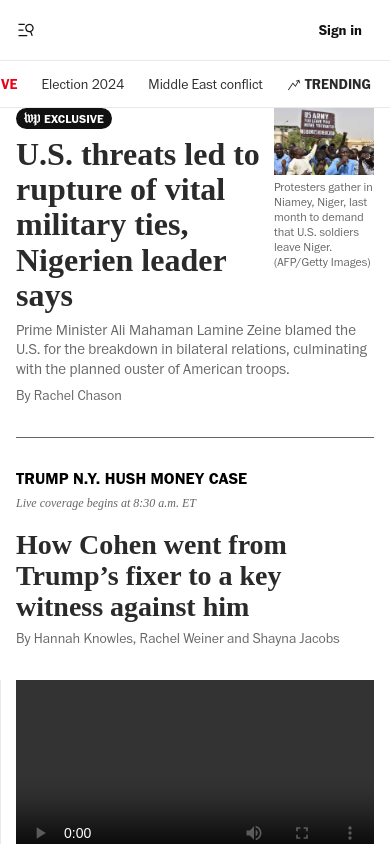 Sign in
VE
Election 2024
Middle East conflict
TRENDING
wp EXCLUSIVE
U.S. threats led to
rupture of vital
military ties,
Nigerien leader
says
US ARMY
Protesters gather in
Niamey, Niger, last
month to demand
that U.S. soldiers
leave Niger.
(AFP/Getty Images)
Prime Minister Ali Mahaman Lamine Zeine blamed the
U.S. for the breakdown in bilateral relations, culminating
with the planned ouster of American troops.
By Rachel Chason
TRUMP N.Y. HUSH MONEY CASE
Live coverage begins at 8:30 a.m. ET
How Cohen went from
Trump’s fixer to a key
witness against him
By Hannah Knowles, Rachel Weiner and Shayna Jacobs
0:00